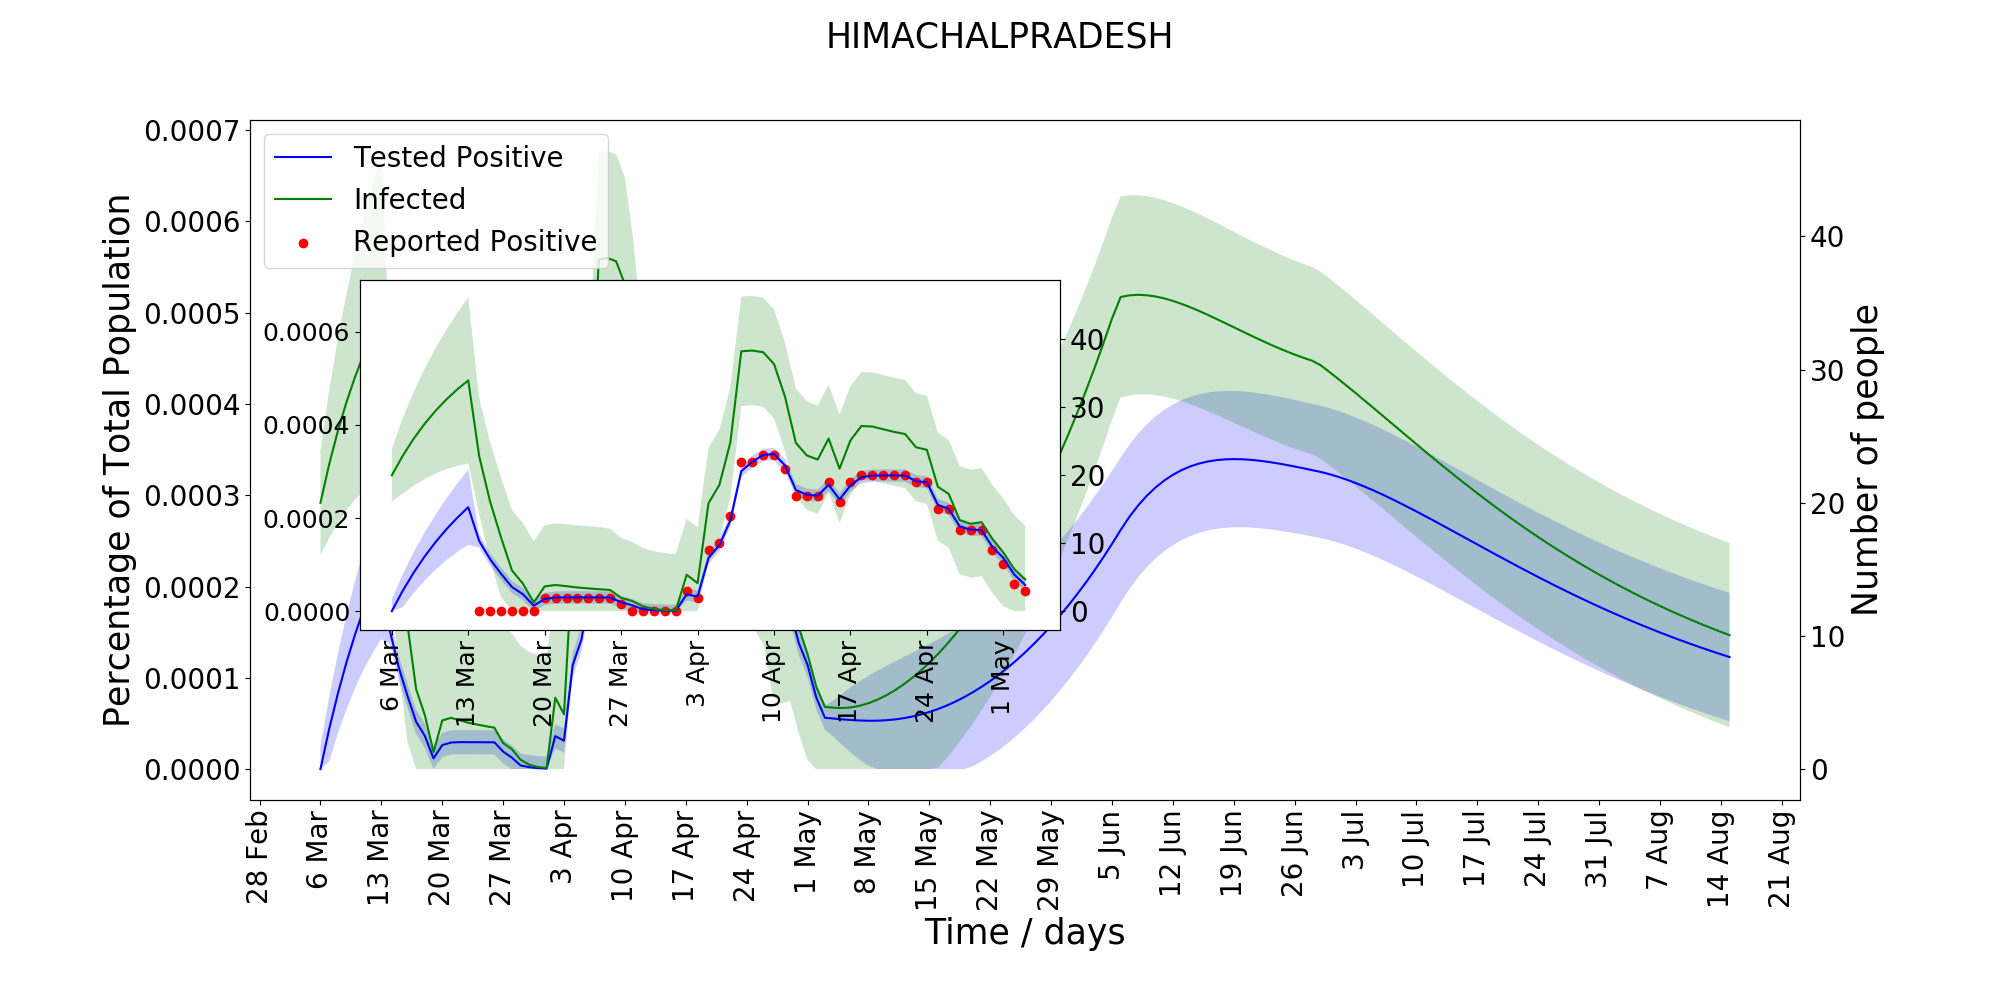 HIMACHALPRADESH
Tested Positive
Infected
Reported Positive
Percentage of Total Population
0.0007
0.0006
0.0005
0.0004
0.0003
0.0002
0.0001
0.0000
0.0006
0.0004
0.0002
0.0000
40
30
20
10
0
6 Mar
13 Mar
20 Mar
27 Mar
3 Apr
10 Apr
17 Apr
24 Apr
1 May
40
30
20
10
0
Number of people
28 Feb
6 Mar
13 Mar
20 Mar
27 Mar
3 Apr
10 Apr
17 Apr
24 Apr
1 May
8 May
15 May
22 May
29 May
5 Jun
12 Jun
19 Jun
26 Jun
3 Jul
10 Jul
17 Jul
24 Jul
31 Jul
7 Aug
14 Aug
21 Aug
Time / days